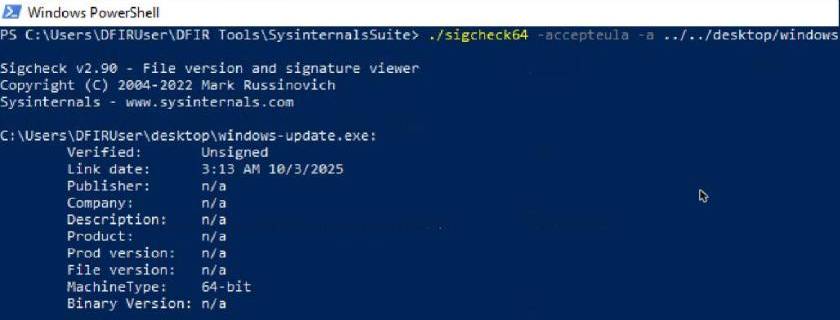 Windows PowerShell
PS C:\Users\DFIRUser\DFIR Tools\SysinternalsSuite> ./sigcheck64 -accepteula -a ../../desktop/windows
Sigcheck v2.90 - File version and signature viewer
Copyright (C) 2004-2022 Mark Russinovich
Sysinternals - www.sysinternals.com
C:\Users\DFIRUser\desktop\windows-update.exe:
Verified: Unsigned
Link date: 3:13 AM 10/3/2025
Publisher: n/a
Company: n/a
Description: n/a
Product: n/a
Prod version: n/a
File version: n/a
MachineType: 64-bit
Binary Version: n/a